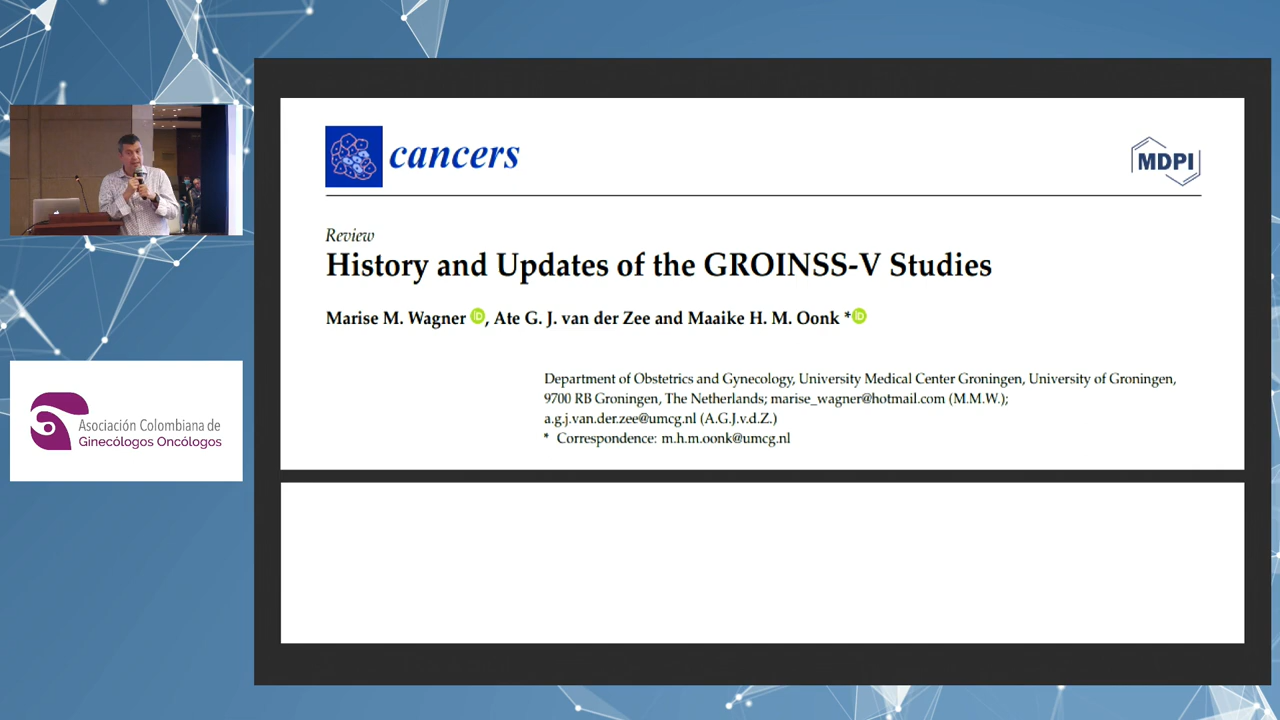 cancers
MDPI
Review
History and Updates of the GROINSS-V Studies
Marise M. Wagner iD, Ate G. J. van der Zee and Maaike H. M. Oonk * iD
Department of Obstetrics and Gynecology, University Medical Center Groningen, University of Groningen,
9700 RB Groningen, The Netherlands; marise_wagner@hotmail.com (M.M.W.);
a.g.j.van.der.zee@umcg.nl (A.G.J.v.d.Z.)
* Correspondence: m.h.m.oonk@umcg.nl
Asociación Colombiana de
Ginecólogos Oncólogos